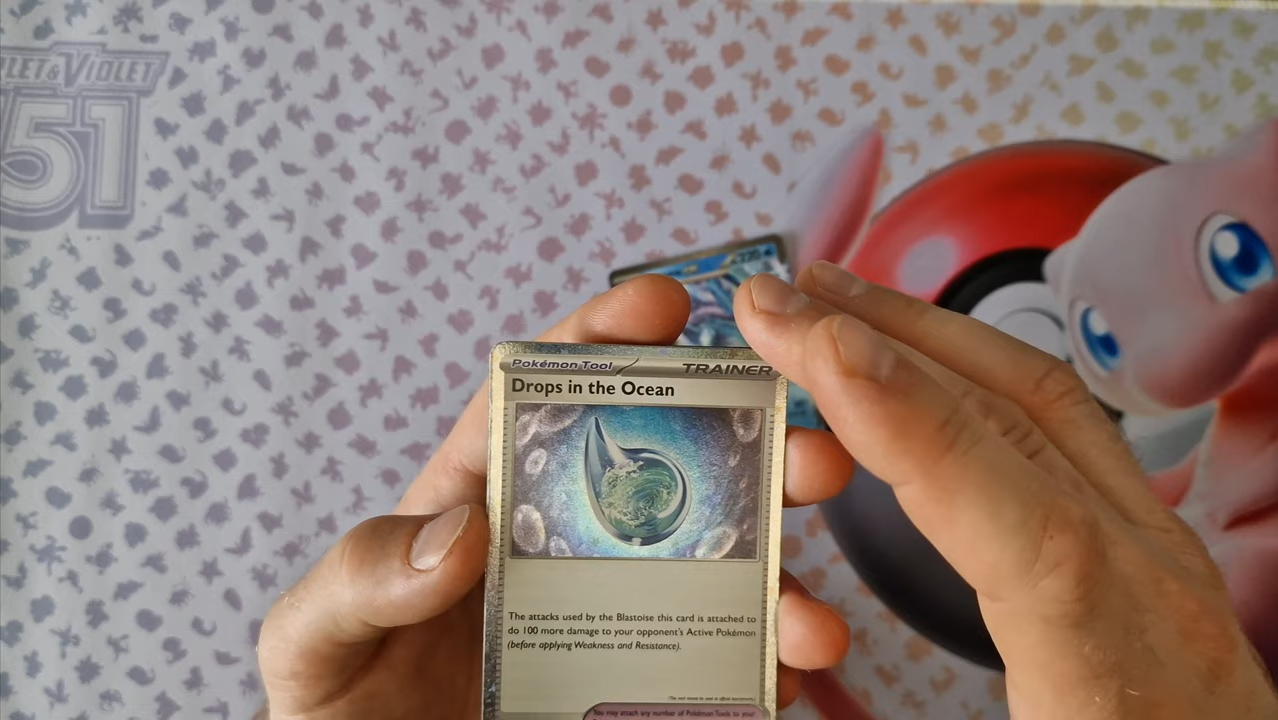 LET & VIOLET
151
220
Pokémon Tool
TRAINER
Drops in the Ocean
The attacks used by the Blastoise this card is attached to
do 100 more damage to your opponent's Active Pokémon
(before applying Weakness and Resistance).
You may attach any number of Pokémon Tools to your